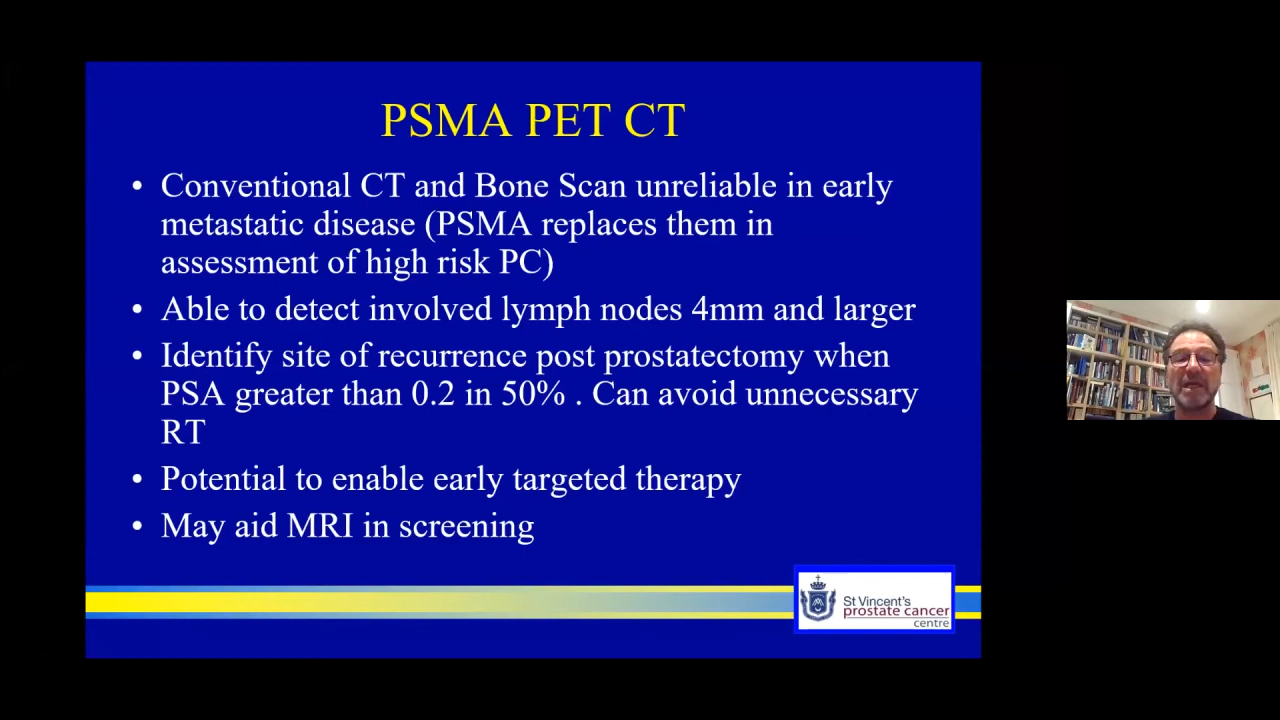 PSMA PET CT
• Conventional CT and Bone Scan unreliable in early
metastatic disease (PSMA replaces them in
assessment of high risk PC)
• Able to detect involved lymph nodes 4mm and larger
• Identify site of recurrence post prostatectomy when
PSA greater than 0.2 in 50% . Can avoid unnecessary
RT
• Potential to enable early targeted therapy
• May aid MRI in screening
St Vincent's
prostate cancer
centre